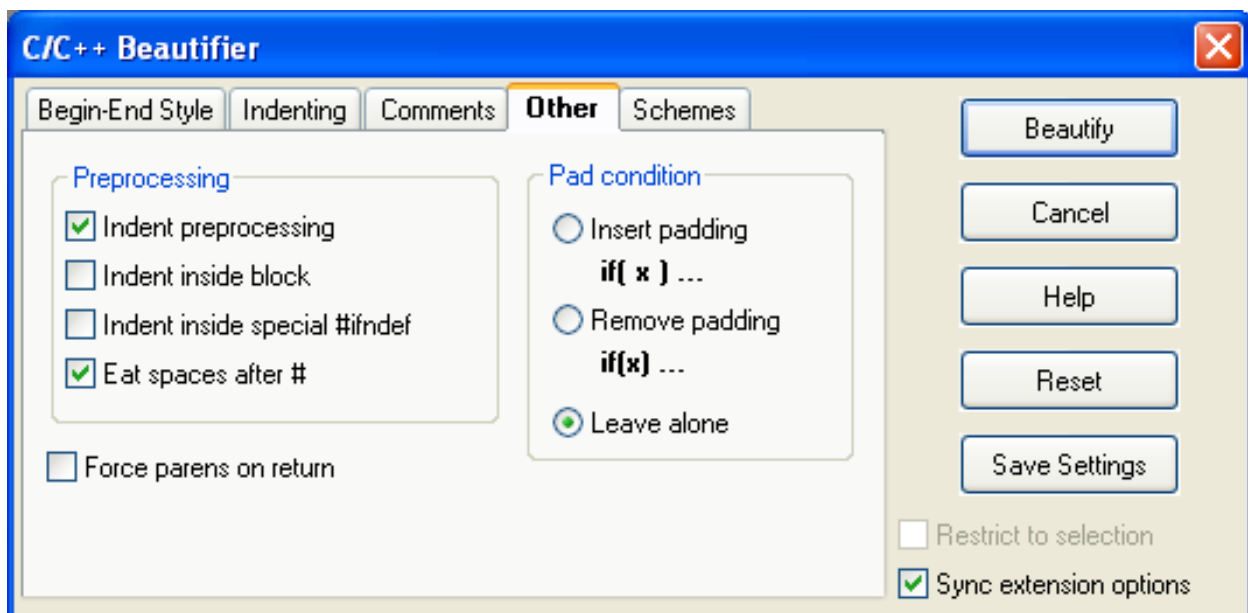 C/C++ Beautifier
Begin-End Style Indenting Comments Other Schemes
Preprocessing
Indent preprocessing
Indent inside block
Indent inside special #ifndef
Eat spaces after #
Force parens on return
Pad condition
Insert padding
if( x ) ...
Remove padding
if(x) ...
Leave alone
Beautify
Cancel
Help
Reset
Save Settings
Restrict to selection
Sync extension options